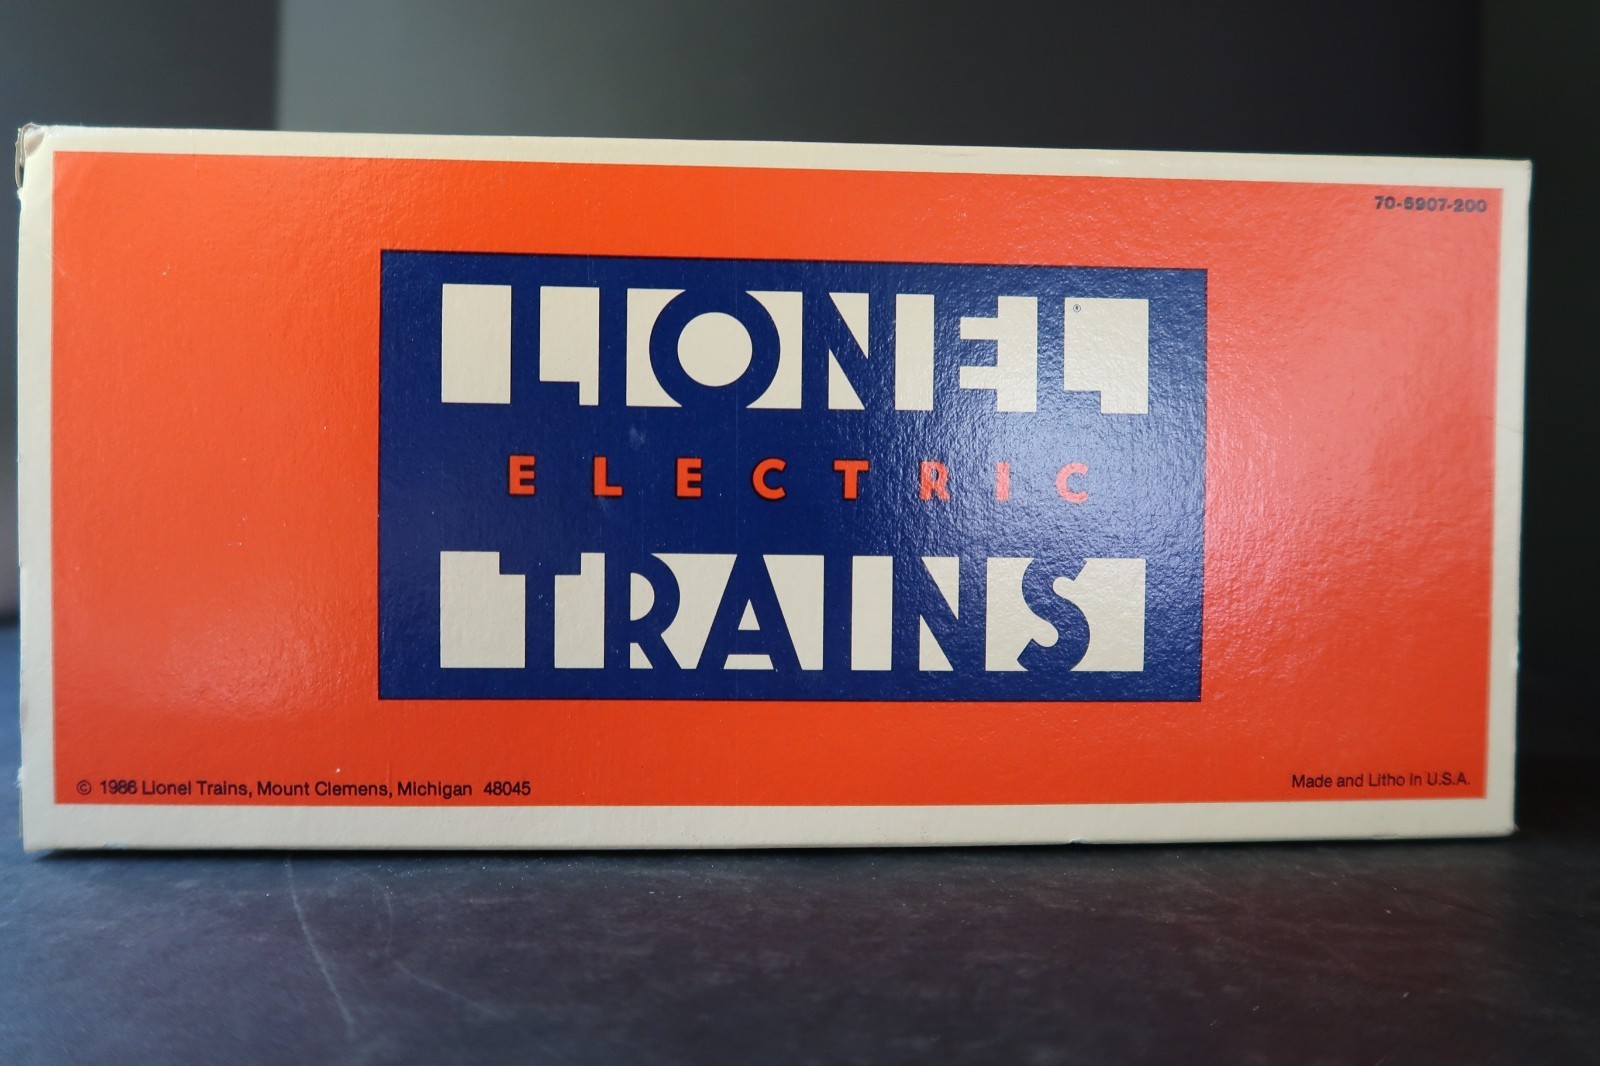 70-6907-200
LIONEL®
ELECTRIC
TRAINS
© 1986 Lionel Trains, Mount Clemens, Michigan 48045
Made and Litho in U.S.A.